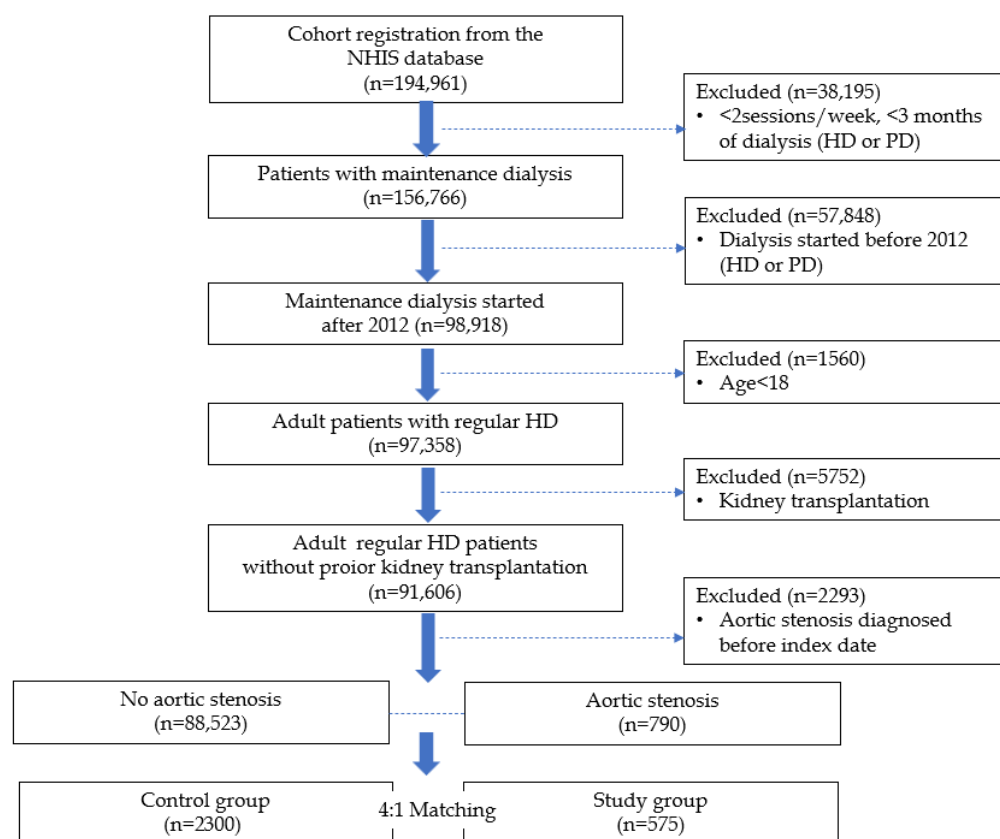 Cohort registration from the
NHIS database
(n=194,961)
Excluded (n=38,195)
• <2sessions/week, <3 months
of dialysis (HD or PD)
Patients with maintenance dialysis
(n=156,766)
Excluded (n=57,848)
• Dialysis started before 2012
(HD or PD)
Maintenance dialysis started
after 2012 (n=98,918)
Excluded (n=1560)
• Age<18
Adult patients with regular HD
(n=97,358)
Excluded (n=5752)
• Kidney transplantation
Adult regular HD patients
without proior kidney transplantation
(n=91,606)
Excluded (n=2293)
• Aortic stenosis diagnosed
before index date
No aortic stenosis
(n=88,523)
Aortic stenosis
(n=790)
Control group
(n=2300)
4:1 Matching
Study group
(n=575)